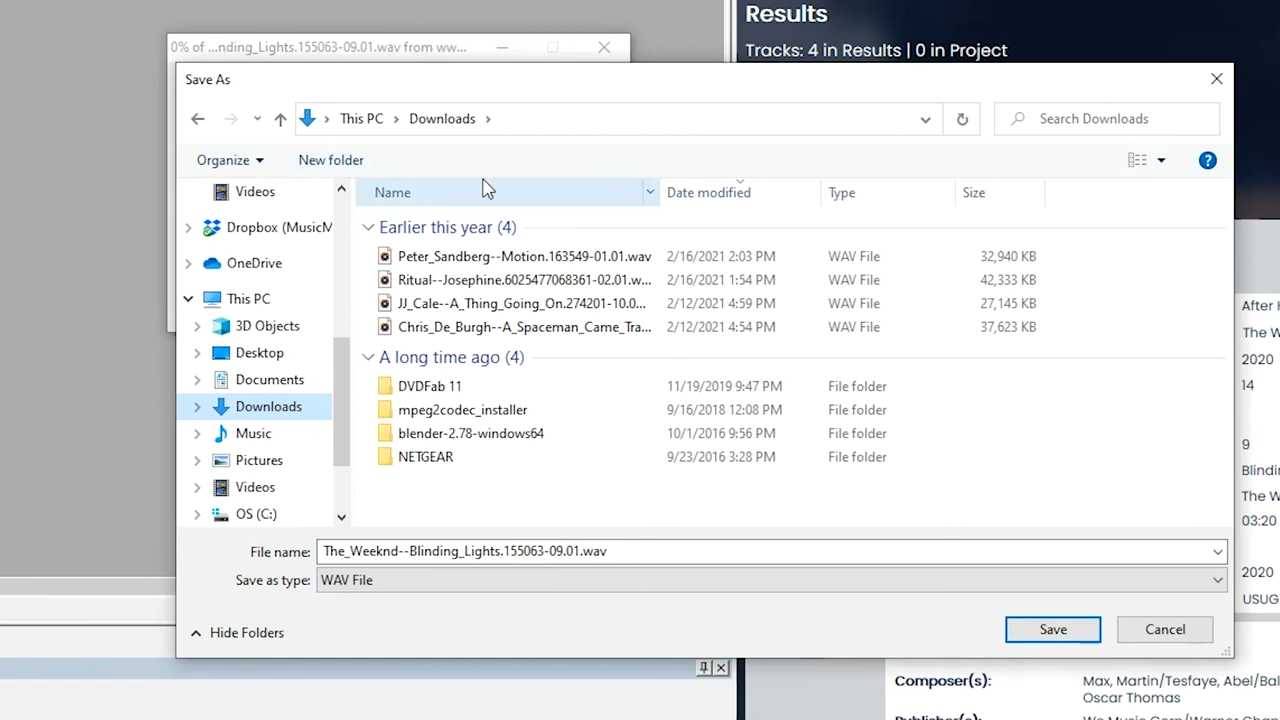 Results
Tracks: 4 in Results | 0 in Project
0% of ...nding_Lights.155063-09.01.wav from ww...
Save As
This PC > Downloads >
Search Downloads
Organize
New folder
?
Name Date modified Type Size
Videos
Dropbox (MusicM
OneDrive
This PC
3D Objects
Desktop
Documents
Downloads
Music
Pictures
Videos
OS (C:)
Earlier this year (4)
Peter_Sandberg--Motion.163549-01.01.wav 2/16/2021 2:03 PM WAV File 32,940 KB
Ritual--Josephine.6025477068361-02.01.w... 2/16/2021 1:54 PM WAV File 42,333 KB
JJ_Cale--A_Thing_Going_On.274201-10.0... 2/12/2021 4:59 PM WAV File 27,145 KB
Chris_De_Burgh--A_Spaceman_Came_Tra... 2/12/2021 4:54 PM WAV File 37,623 KB
A long time ago (4)
DVDFab 11 11/19/2019 9:47 PM File folder
mpeg2codec_installer 9/16/2018 12:08 PM File folder
blender-2.78-windows64 10/1/2016 9:56 PM File folder
NETGEAR 9/23/2016 3:28 PM File folder
File name: The_Weeknd--Blinding_Lights.155063-09.01.wav
Save as type: WAV File
Hide Folders
Save
Cancel
After
The W
2020
14
9
Blindi
The W
03:20
2020
USUG
Composer(s): Max, Martin/Tesfaye, Abel/Bal
Oscar Thomas